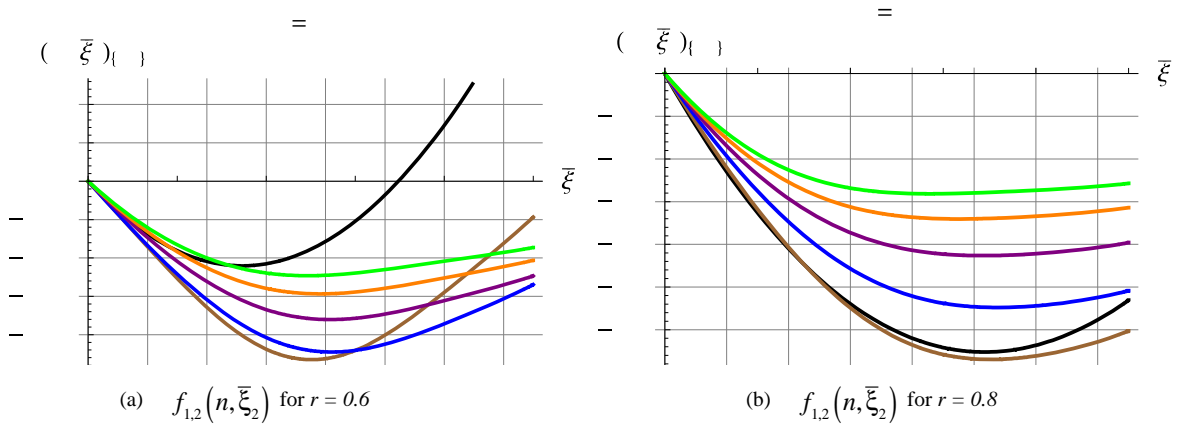 = =
( ξ̄ ){ } ( ξ̄ ){ }
ξ̄
ξ̄
(a) f1,2(n, ξ̄2) for r = 0.6 (b) f1,2(n, ξ̄2) for r = 0.8